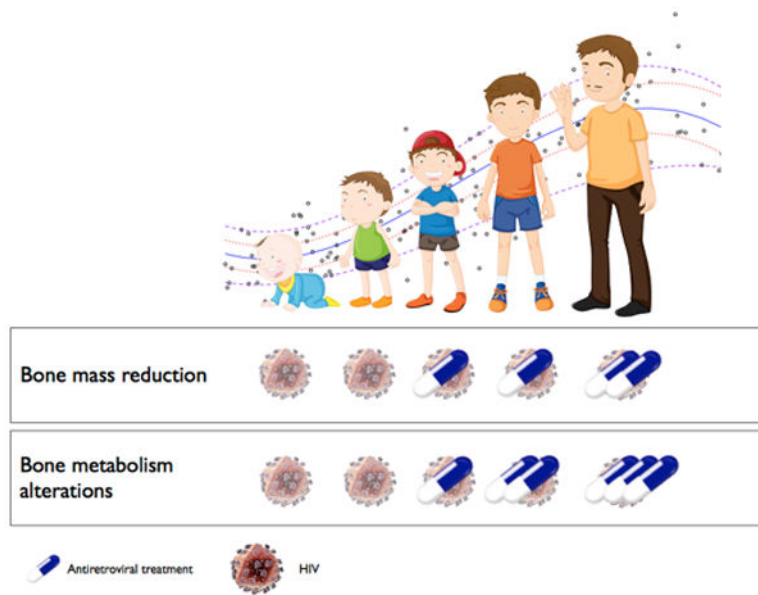 Bone mass reduction
Bone metabolism
alterations
Antiretroviral treatment
HIV